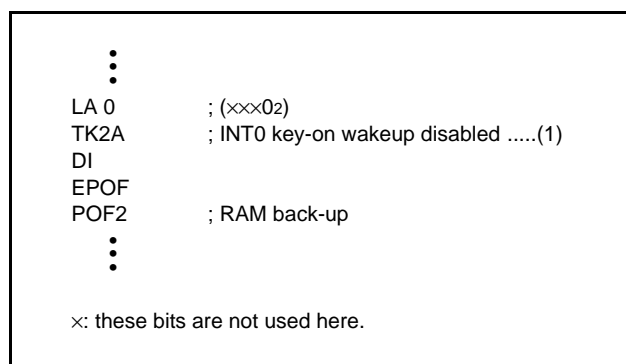 LA 0 ; (×××0₂)
TK2A ; INT0 key-on wakeup disabled .....(1)
DI
EPOF
POF2 ; RAM back-up
×: these bits are not used here.